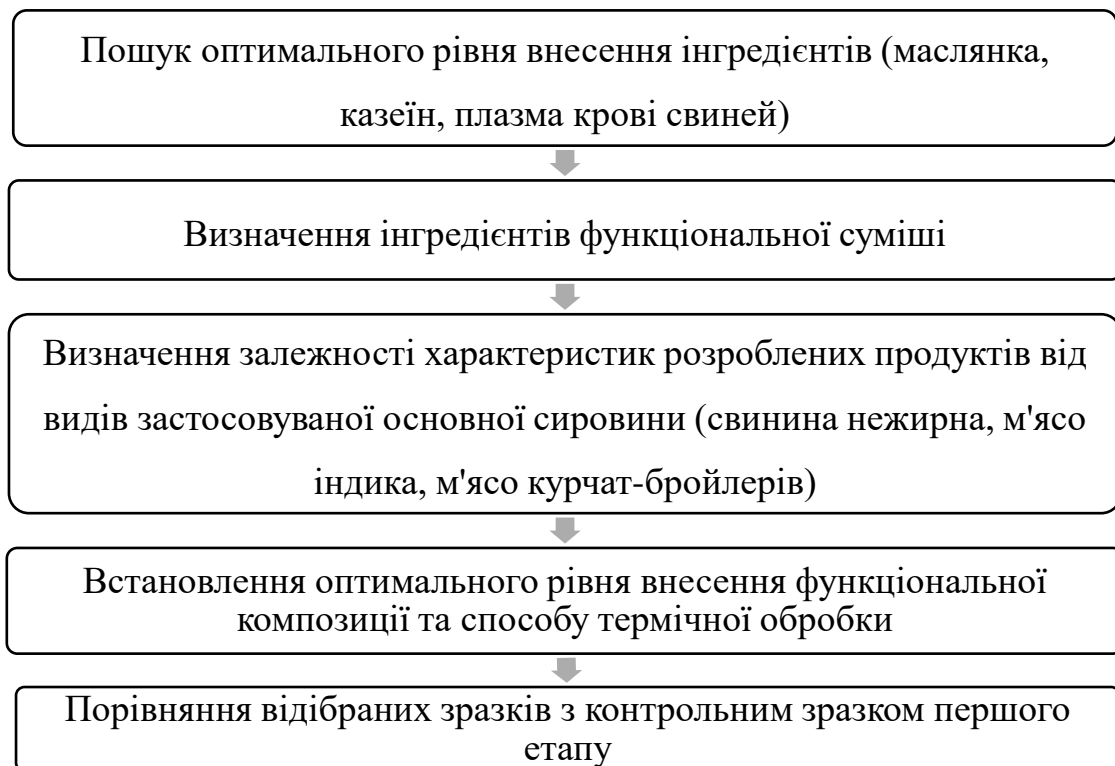 Пошук оптимального рівня внесення інгредієнтів (маслянка,
казеїн, плазма крові свиней)
Визначення інгредієнтів функціональної суміші
Визначення залежності характеристик розроблених продуктів від
видів застосовуваної основної сировини (свинина нежирна, м'ясо
індика, м'ясо курчат-бройлерів)
Встановлення оптимального рівня внесення функціональної
композиції та способу термічної обробки
Порівняння відібраних зразків з контрольним зразком першого
етапу